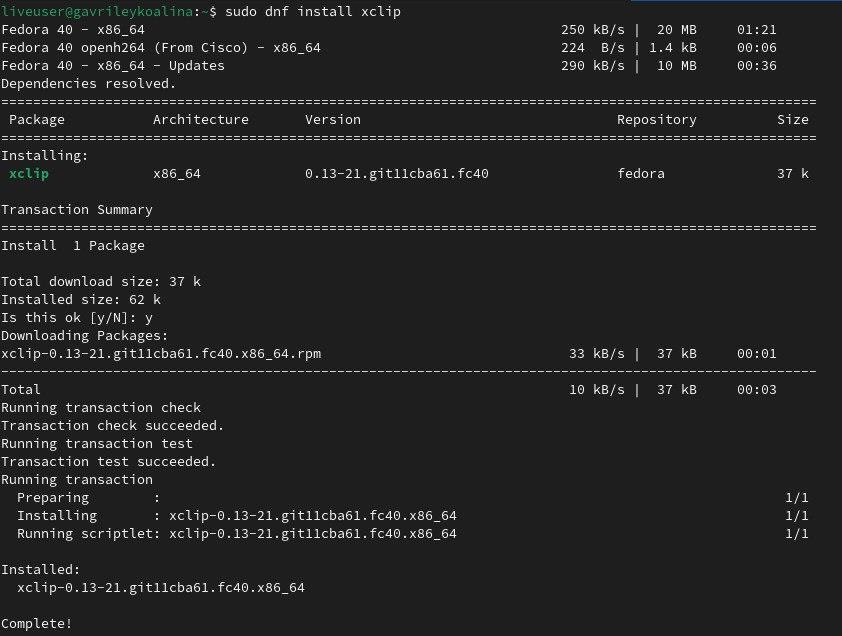 liveuser@gavrileykoalina:~$ sudo dnf install xclip
Fedora 40 - x86_64 250 kB/s | 20 MB 01:21
Fedora 40 openh264 (From Cisco) - x86_64 224 B/s | 1.4 kB 00:06
Fedora 40 - x86_64 - Updates 290 kB/s | 10 MB 00:36
Dependencies resolved.
================================================================================
Package Architecture Version Repository Size
================================================================================
Installing:
xclip x86_64 0.13-21.git11cba61.fc40 fedora 37 k

Transaction Summary
================================================================================
Install 1 Package

Total download size: 37 k
Installed size: 62 k
Is this ok [y/N]: y
Downloading Packages:
xclip-0.13-21.git11cba61.fc40.x86_64.rpm 33 kB/s | 37 kB 00:01
--------------------------------------------------------------------------------
Total 10 kB/s | 37 kB 00:03
Running transaction check
Transaction check succeeded.
Running transaction test
Transaction test succeeded.
Running transaction
Preparing : 1/1
Installing : xclip-0.13-21.git11cba61.fc40.x86_64 1/1
Running scriptlet: xclip-0.13-21.git11cba61.fc40.x86_64 1/1

Installed:
xclip-0.13-21.git11cba61.fc40.x86_64

Complete!